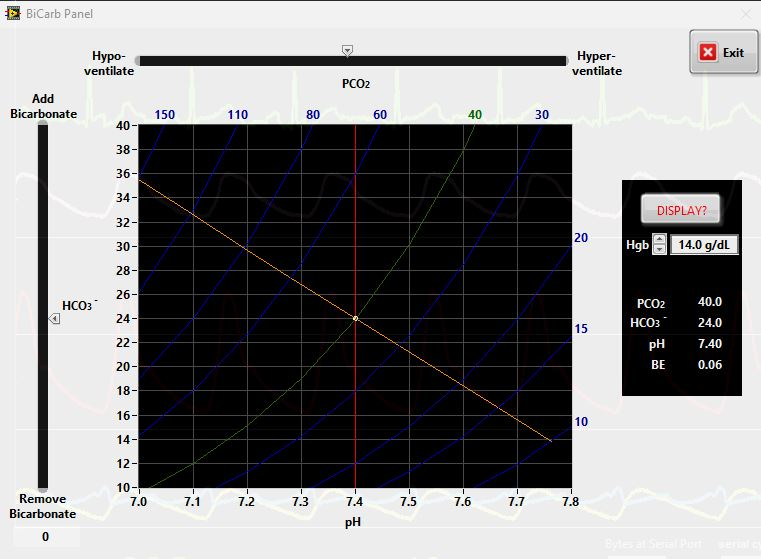 BiCarb Panel
Exit
Hypo-
ventilate
Hyper-
ventilate
PCO2
Add
Bicarbonate
150 110 80 60 40 30
40
38
36
34
32
30
28
26
24
22
20
18
16
14
12
10
HCO3 -
20
15
10
7.0 7.1 7.2 7.3 7.4 7.5 7.6 7.7 7.8
pH
Remove
Bicarbonate
0
DISPLAY?
Hgb 14.0 g/dL
PCO2 40.0
HCO3 - 24.0
pH 7.40
BE 0.06
Bytes at Serial Port serial cy